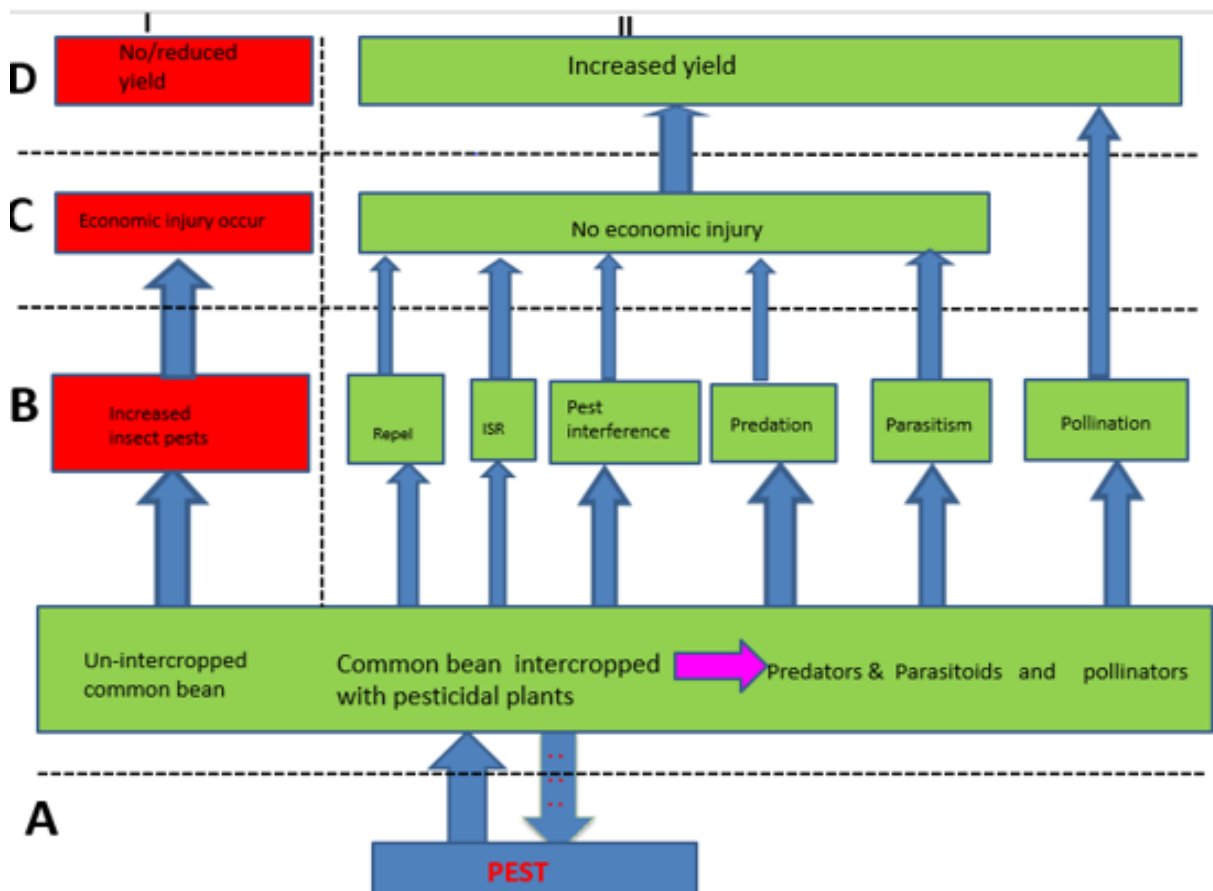 I
II
D
No/reduced
yield
Increased yield
C
Economic injury occur
No economic injury
B
Increased
insect pests
Repel
ISR
Pest
interference
Predation
Parasitism
Pollination
Un-intercropped
common bean
Common bean intercropped
with pesticidal plants
Predators & Parasitoids and pollinators
A
PEST